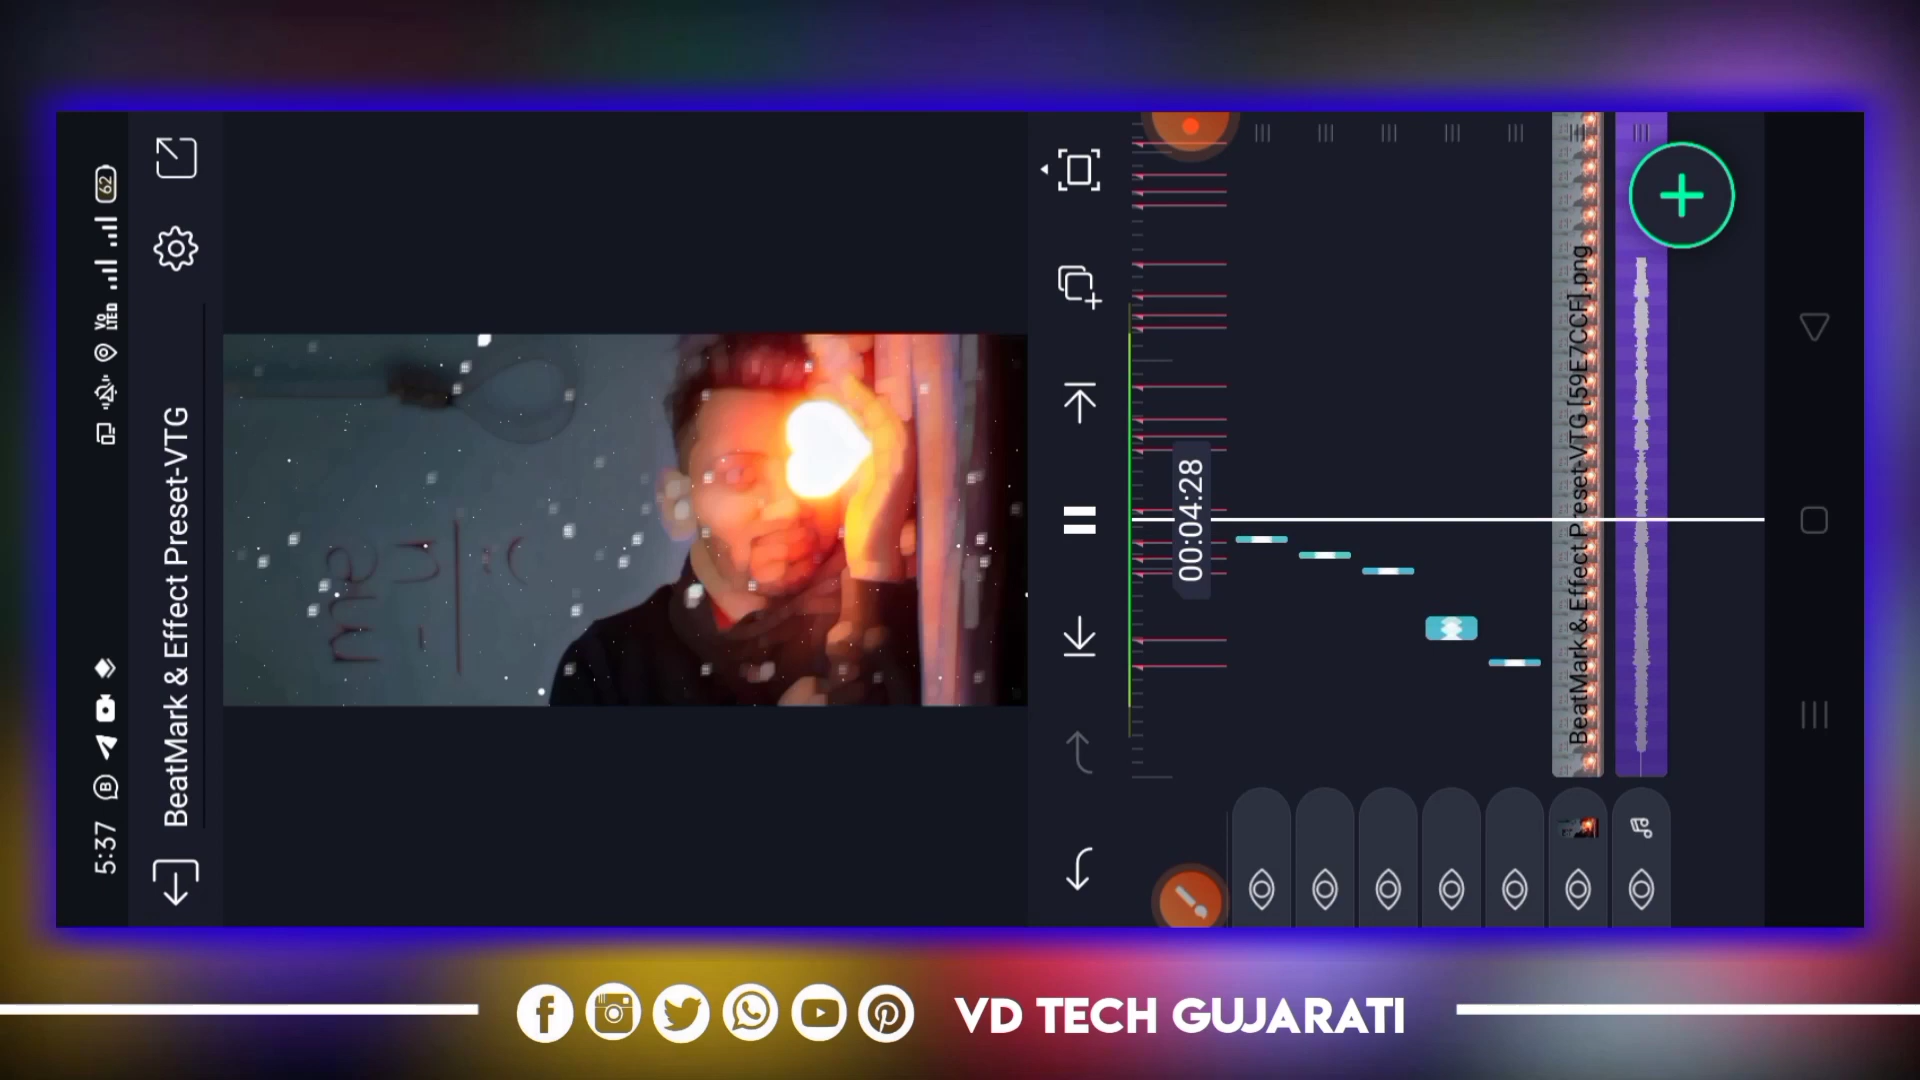 5:37
VoLTE
62
BeatMark & Effect Preset-VTG
00:04:28
BeatMark & Effect Preset-VTG [59E7CCF].png
VD TECH GUJARATI